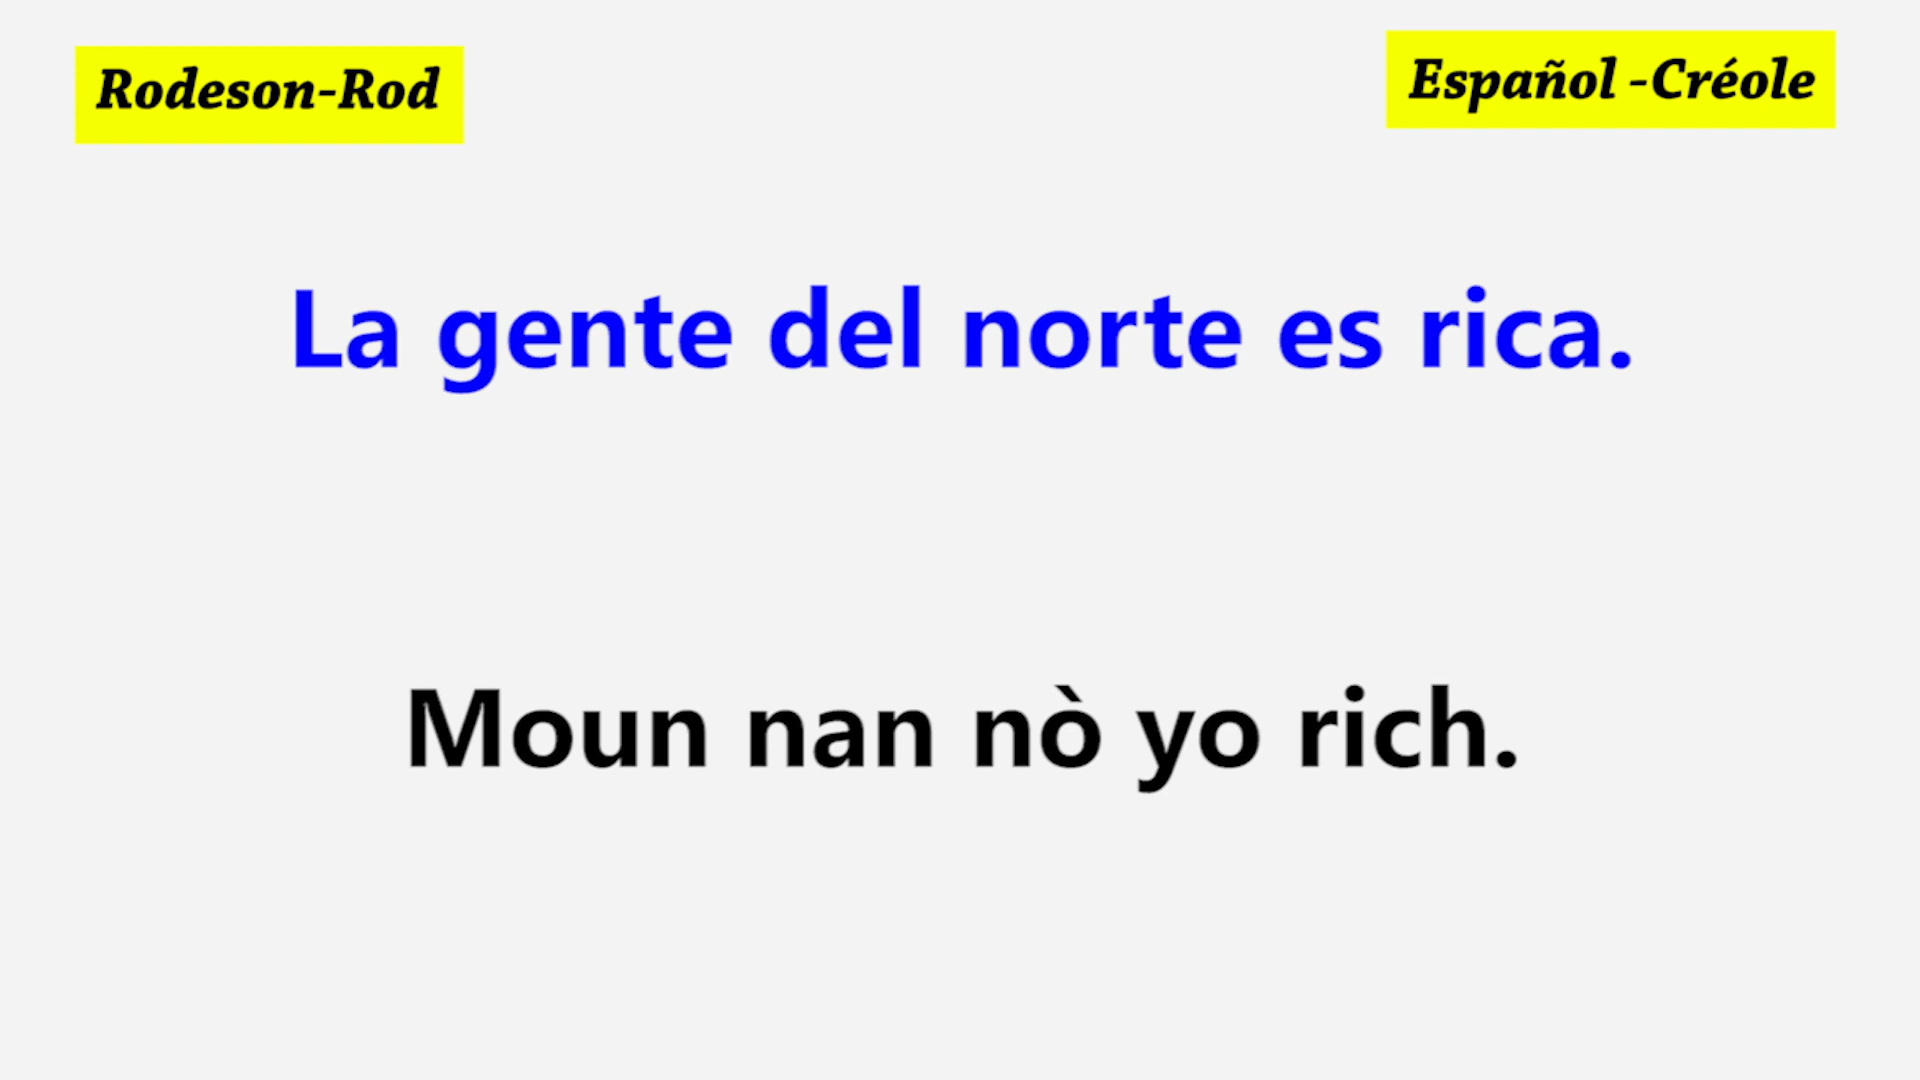 Rodeson-Rod
Español -Créole
La gente del norte es rica.
Moun nan nò yo rich.